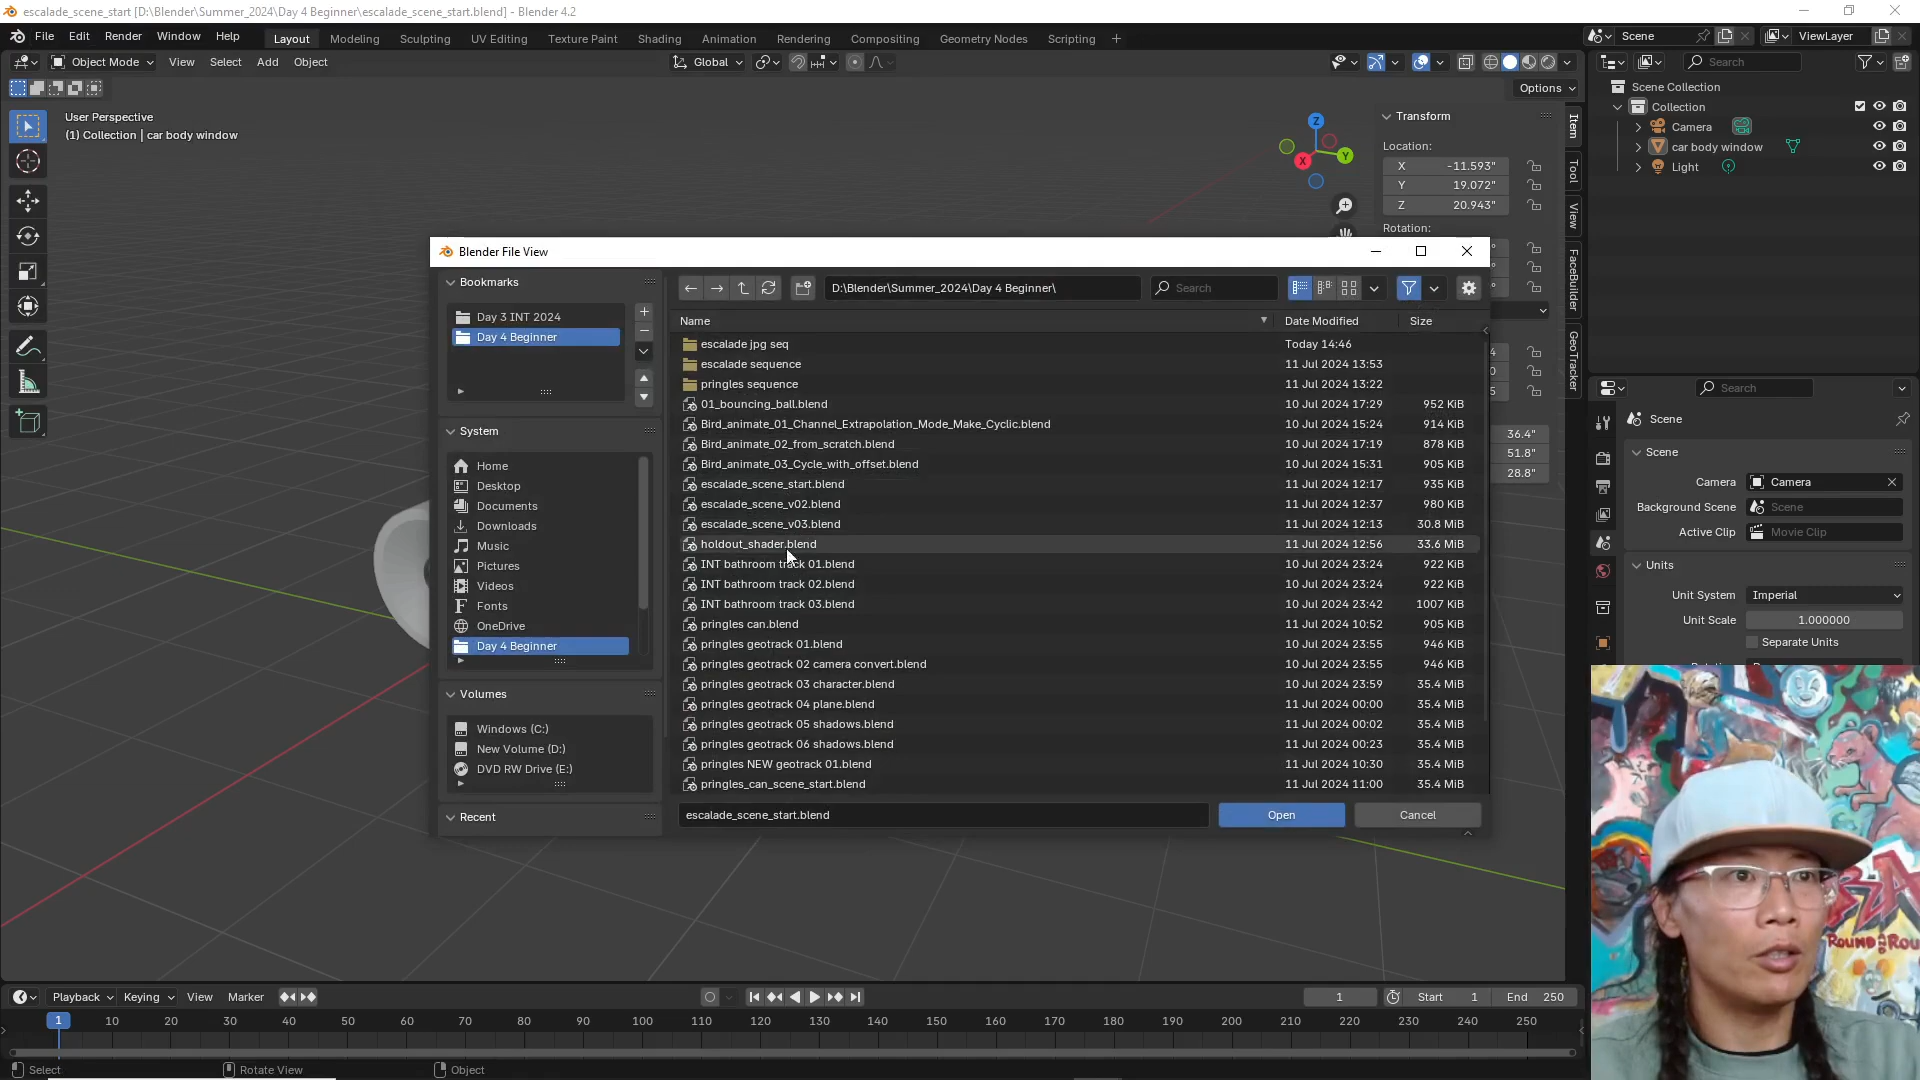 escalade_scene_start [D:\Blender\Summer_2024\Day 4 Beginner\escalade_scene_start.blend] - Blender 4.2
File Edit Render Window Help Layout Modeling Sculpting UV Editing Texture Paint Shading Animation Rendering Compositing Geometry Nodes Scripting + Scene ViewLayer
Object Mode View Select Add Object Global Search
Options
User Perspective
(1) Collection | car body window
Z
Y
X
Transform
Location:
X -11.593"
Y 19.072"
Z 20.943"
Rotation:
36.4"
51.8"
28.8"
Item
Tool
View
FaceBuilder
GeoTracker
Scene Collection
Collection
Camera
car body window
Light
Search
Scene
Scene
Camera Camera
Background Scene Scene
Active Clip Movie Clip
Units
Unit System Imperial
Unit Scale 1.000000
Separate Units
Blender File View
Bookmarks
Day 3 INT 2024
Day 4 Beginner
System
Home
Desktop
Documents
Downloads
Music
Pictures
Videos
Fonts
OneDrive
Day 4 Beginner
Volumes
Windows (C:)
New Volume (D:)
DVD RW Drive (E:)
Recent
D:\Blender\Summer_2024\Day 4 Beginner\ Search
Name Date Modified Size
escalade jpg seq Today 14:46
escalade sequence 11 Jul 2024 13:53
pringles sequence 11 Jul 2024 13:22
01_bouncing_ball.blend 10 Jul 2024 17:29 952 KiB
Bird_animate_01_Channel_Extrapolation_Mode_Make_Cyclic.blend 10 Jul 2024 15:24 914 KiB
Bird_animate_02_from_scratch.blend 10 Jul 2024 17:19 878 KiB
Bird_animate_03_Cycle_with_offset.blend 10 Jul 2024 15:31 905 KiB
escalade_scene_start.blend 11 Jul 2024 12:17 935 KiB
escalade_scene_v02.blend 11 Jul 2024 12:37 980 KiB
escalade_scene_v03.blend 11 Jul 2024 12:13 30.8 MiB
holdout_shader.blend 11 Jul 2024 12:56 33.6 MiB
INT bathroom track 01.blend 10 Jul 2024 23:24 922 KiB
INT bathroom track 02.blend 10 Jul 2024 23:24 922 KiB
INT bathroom track 03.blend 10 Jul 2024 23:42 1007 KiB
pringles can.blend 11 Jul 2024 10:52 905 KiB
pringles geotrack 01.blend 10 Jul 2024 23:55 946 KiB
pringles geotrack 02 camera convert.blend 10 Jul 2024 23:55 946 KiB
pringles geotrack 03 character.blend 10 Jul 2024 23:59 35.4 MiB
pringles geotrack 04 plane.blend 11 Jul 2024 00:00 35.4 MiB
pringles geotrack 05 shadows.blend 11 Jul 2024 00:02 35.4 MiB
pringles geotrack 06 shadows.blend 11 Jul 2024 00:23 35.4 MiB
pringles NEW geotrack 01.blend 11 Jul 2024 10:30 35.4 MiB
pringles_can_scene_start.blend 11 Jul 2024 11:00 35.4 MiB
escalade_scene_start.blend Open Cancel
Playback Keying View Marker 1 Start 1 End 250
1 10 20 30 40 50 60 70 80 90 100 110 120 130 140 150 160 170 180 190 200 210 220 230 240 250
Select Rotate View Object